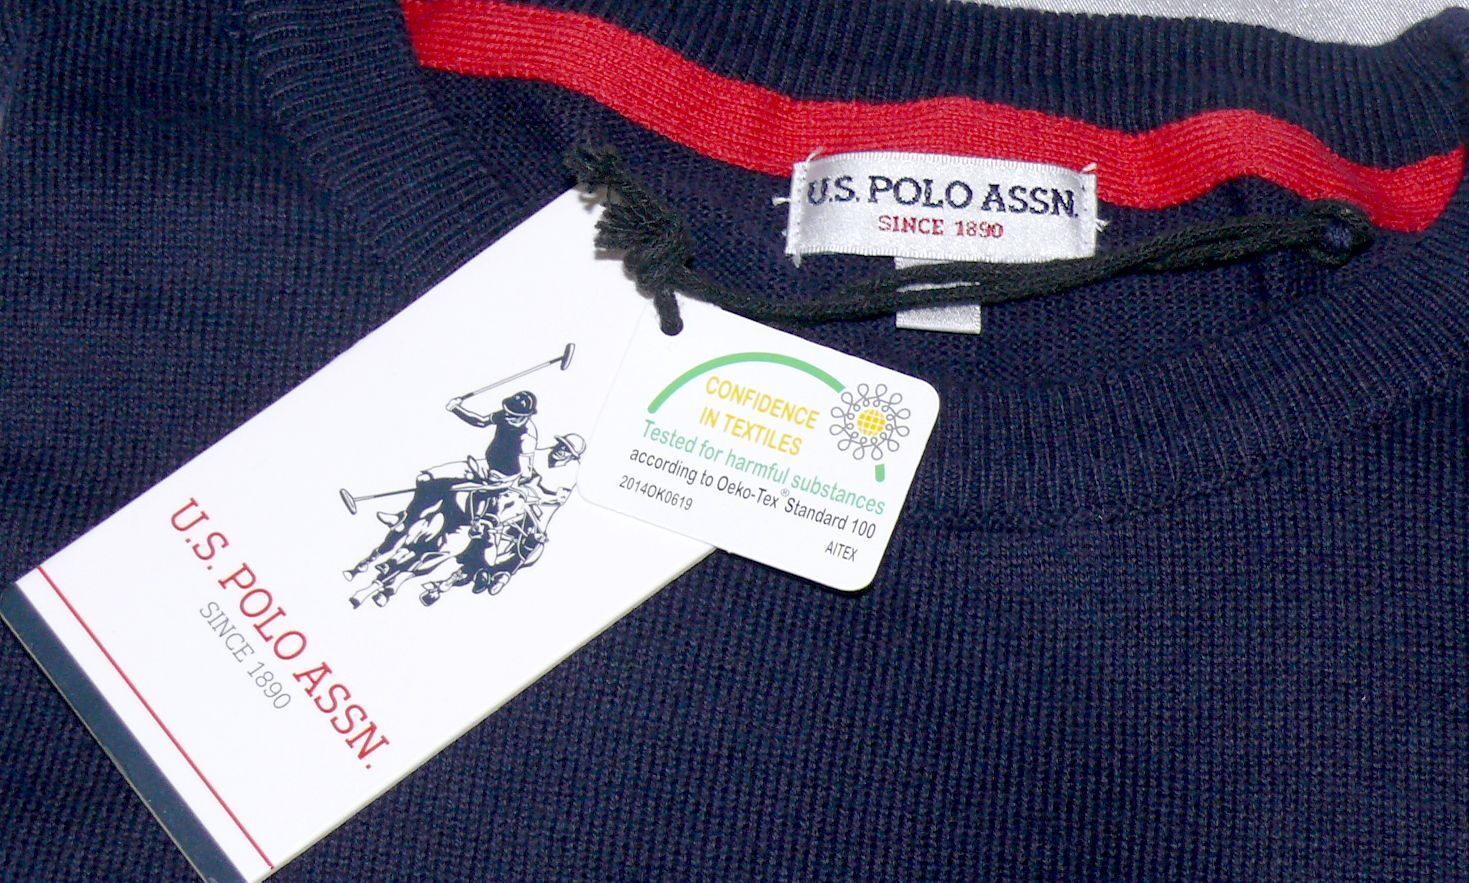 U.S. POLO ASSN.
SINCE 1890
CONFIDENCE
IN TEXTILES
Tested for harmful substances
according to Oeko-Tex® Standard 100
2014OK0619
AITEX
U.S. POLO ASSN.
SINCE 1890